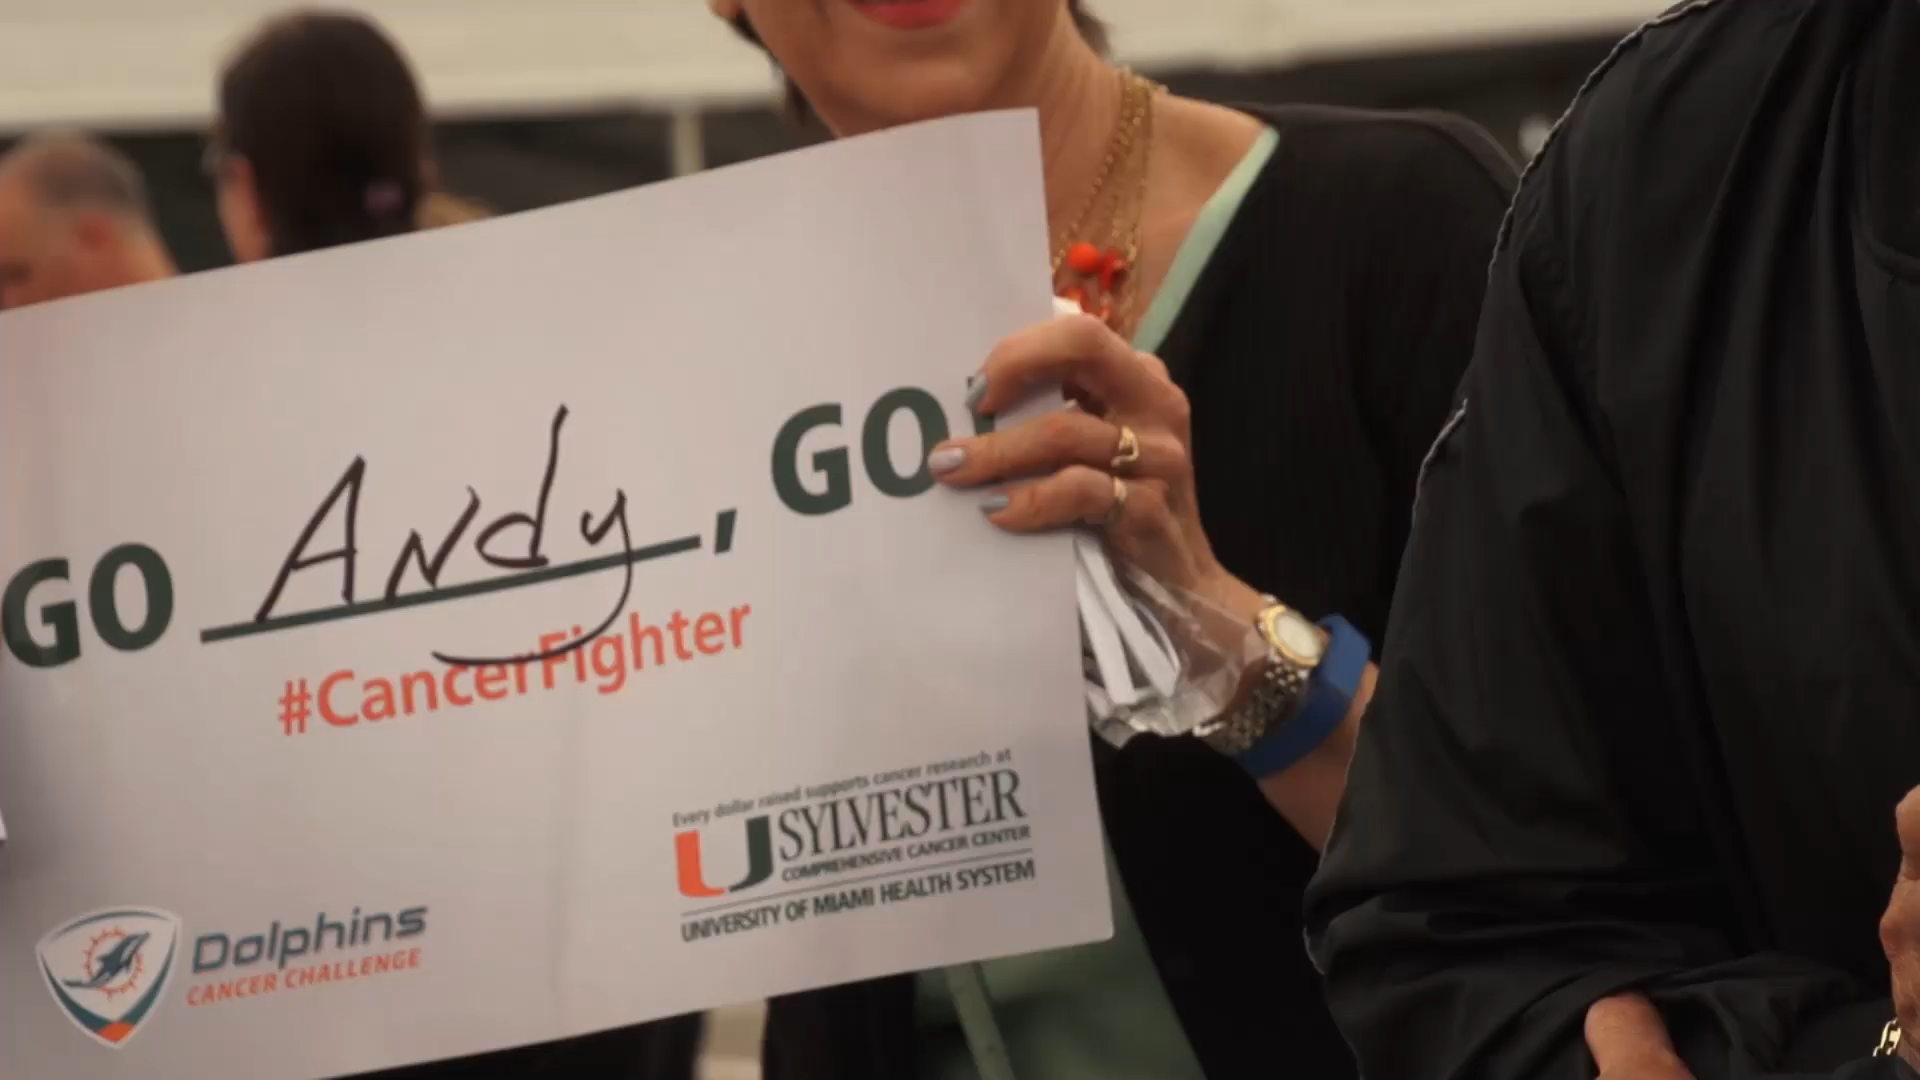 GO Andy, GO
#CancerFighter
Every dollar raised supports cancer research at
U SYLVESTER
COMPREHENSIVE CANCER CENTER
UNIVERSITY OF MIAMI HEALTH SYSTEM
Dolphins
CANCER CHALLENGE